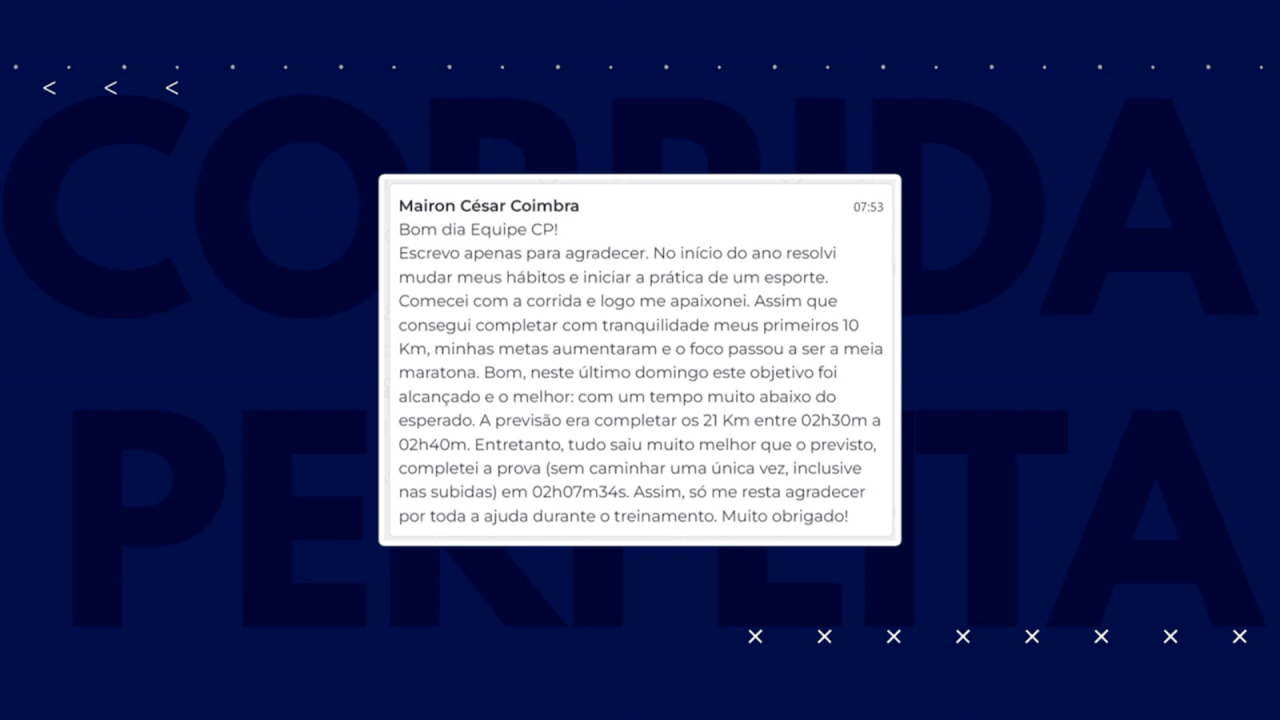 CORRIDA
PERFEITA
Mairon César Coimbra 07:53
Bom dia Equipe CP!
Escrevo apenas para agradecer. No início do ano resolvi
mudar meus hábitos e iniciar a prática de um esporte.
Comecei com a corrida e logo me apaixonei. Assim que
consegui completar com tranquilidade meus primeiros 10
Km, minhas metas aumentaram e o foco passou a ser a meia
maratona. Bom, neste último domingo este objetivo foi
alcançado e o melhor: com um tempo muito abaixo do
esperado. A previsão era completar os 21 Km entre 02h30m a
02h40m. Entretanto, tudo saiu muito melhor que o previsto,
completei a prova (sem caminhar uma única vez, inclusive
nas subidas) em 02h07m34s. Assim, só me resta agradecer
por toda a ajuda durante o treinamento. Muito obrigado!